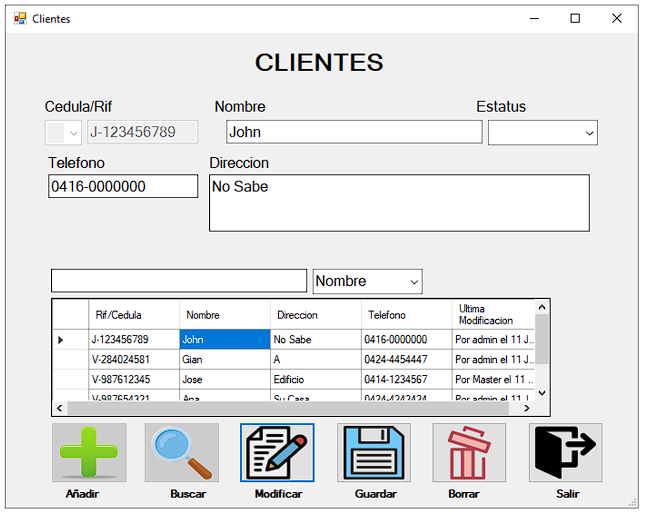 Clientes
CLIENTES
Cedula/Rif Nombre Estatus
J-123456789 John
Telefono Direccion
0416-0000000 No Sabe
Nombre
Rif/Cedula Nombre Direccion Telefono Ultima Modificacion
J-123456789 John No Sabe 0416-0000000 Por admin el 11 J...
V-284024581 Gian A 0424-4454447 Por admin el 11 J...
V-987612345 Jose Edificio 0414-1234567 Por Master el 11 ...
V-987654321 Ana Su Casa 0424-4242424 Por admin el 11 J...
Añadir Buscar Modificar Guardar Borrar Salir